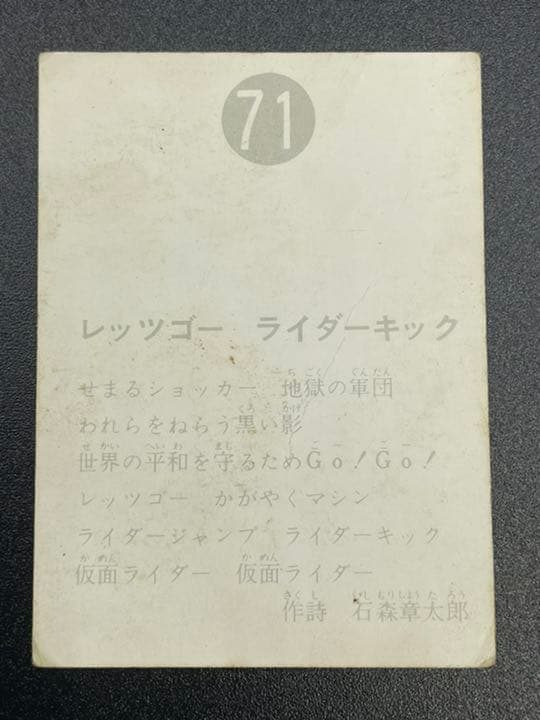 71
レッツゴー　ライダーキック
せまるショッカー　地獄の軍団
われらをねらう黒い影
世界の平和を守るためGo!Go!
レッツゴー　かがやくマシン
ライダージャンプ　ライダーキック
仮面ライダー　仮面ライダー
作詩　石森章太郎